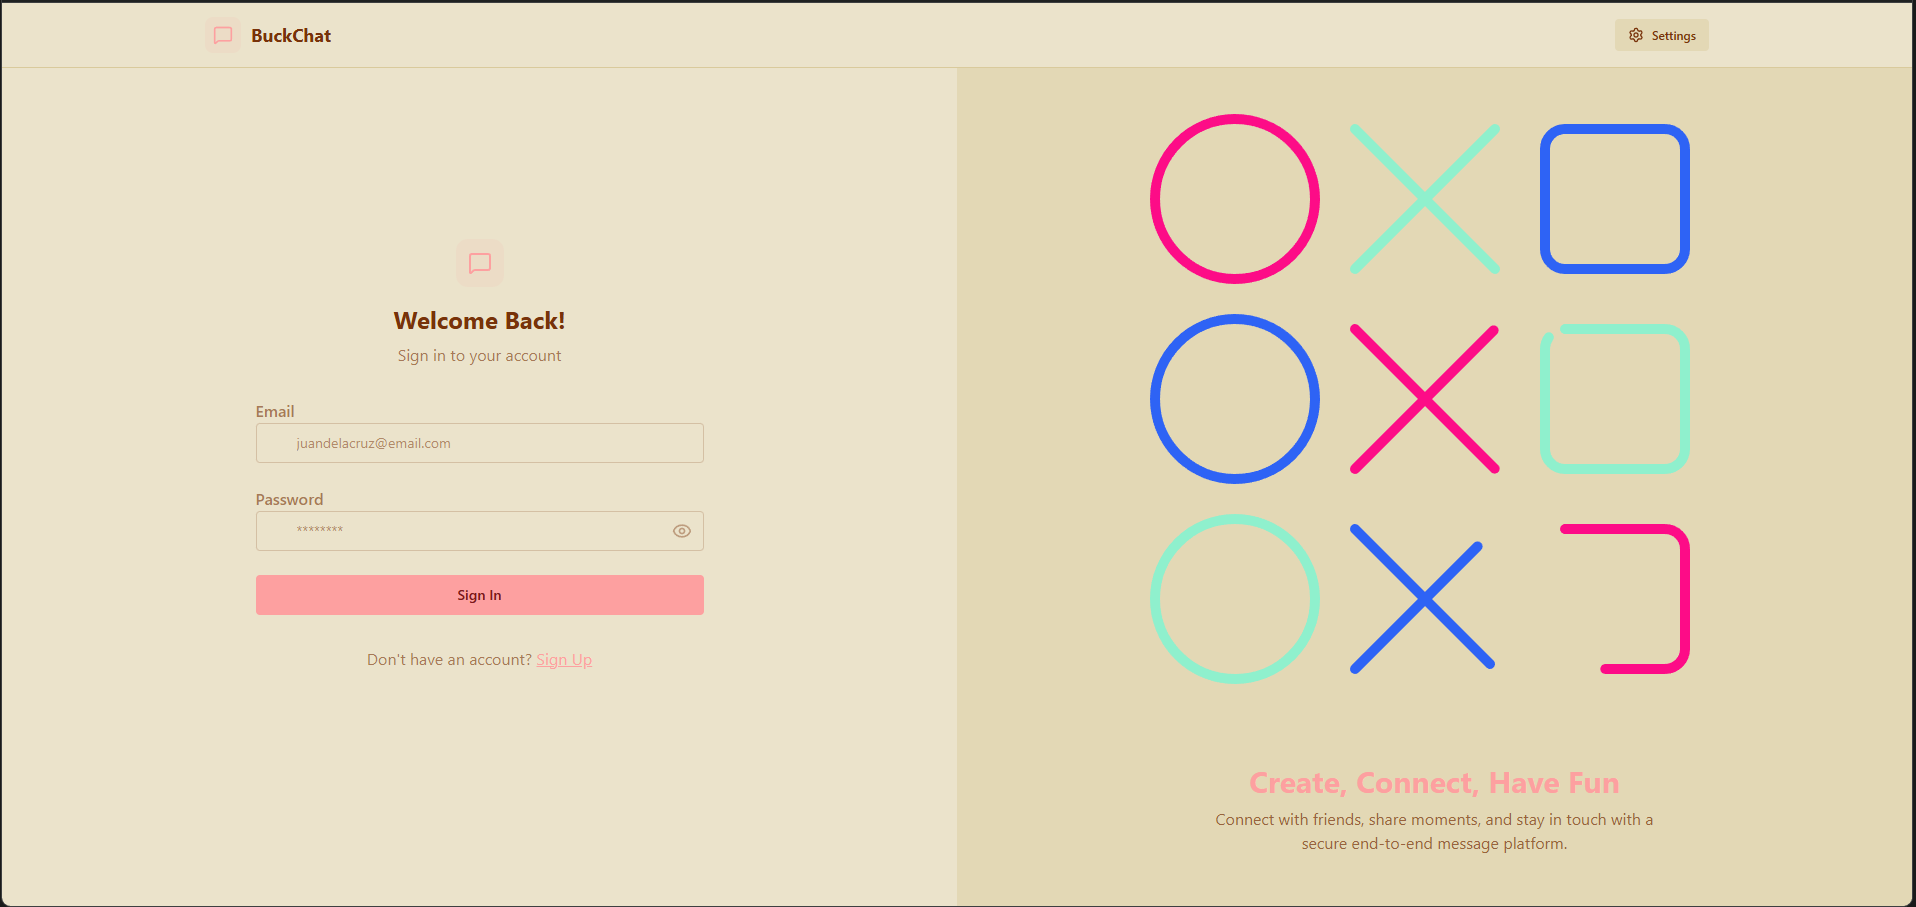 BuckChat
Settings
Welcome Back!
Sign in to your account
Email
juandelacruz@email.com
Password
********
Sign In
Don't have an account? Sign Up
Create, Connect, Have Fun
Connect with friends, share moments, and stay in touch with a
secure end-to-end message platform.